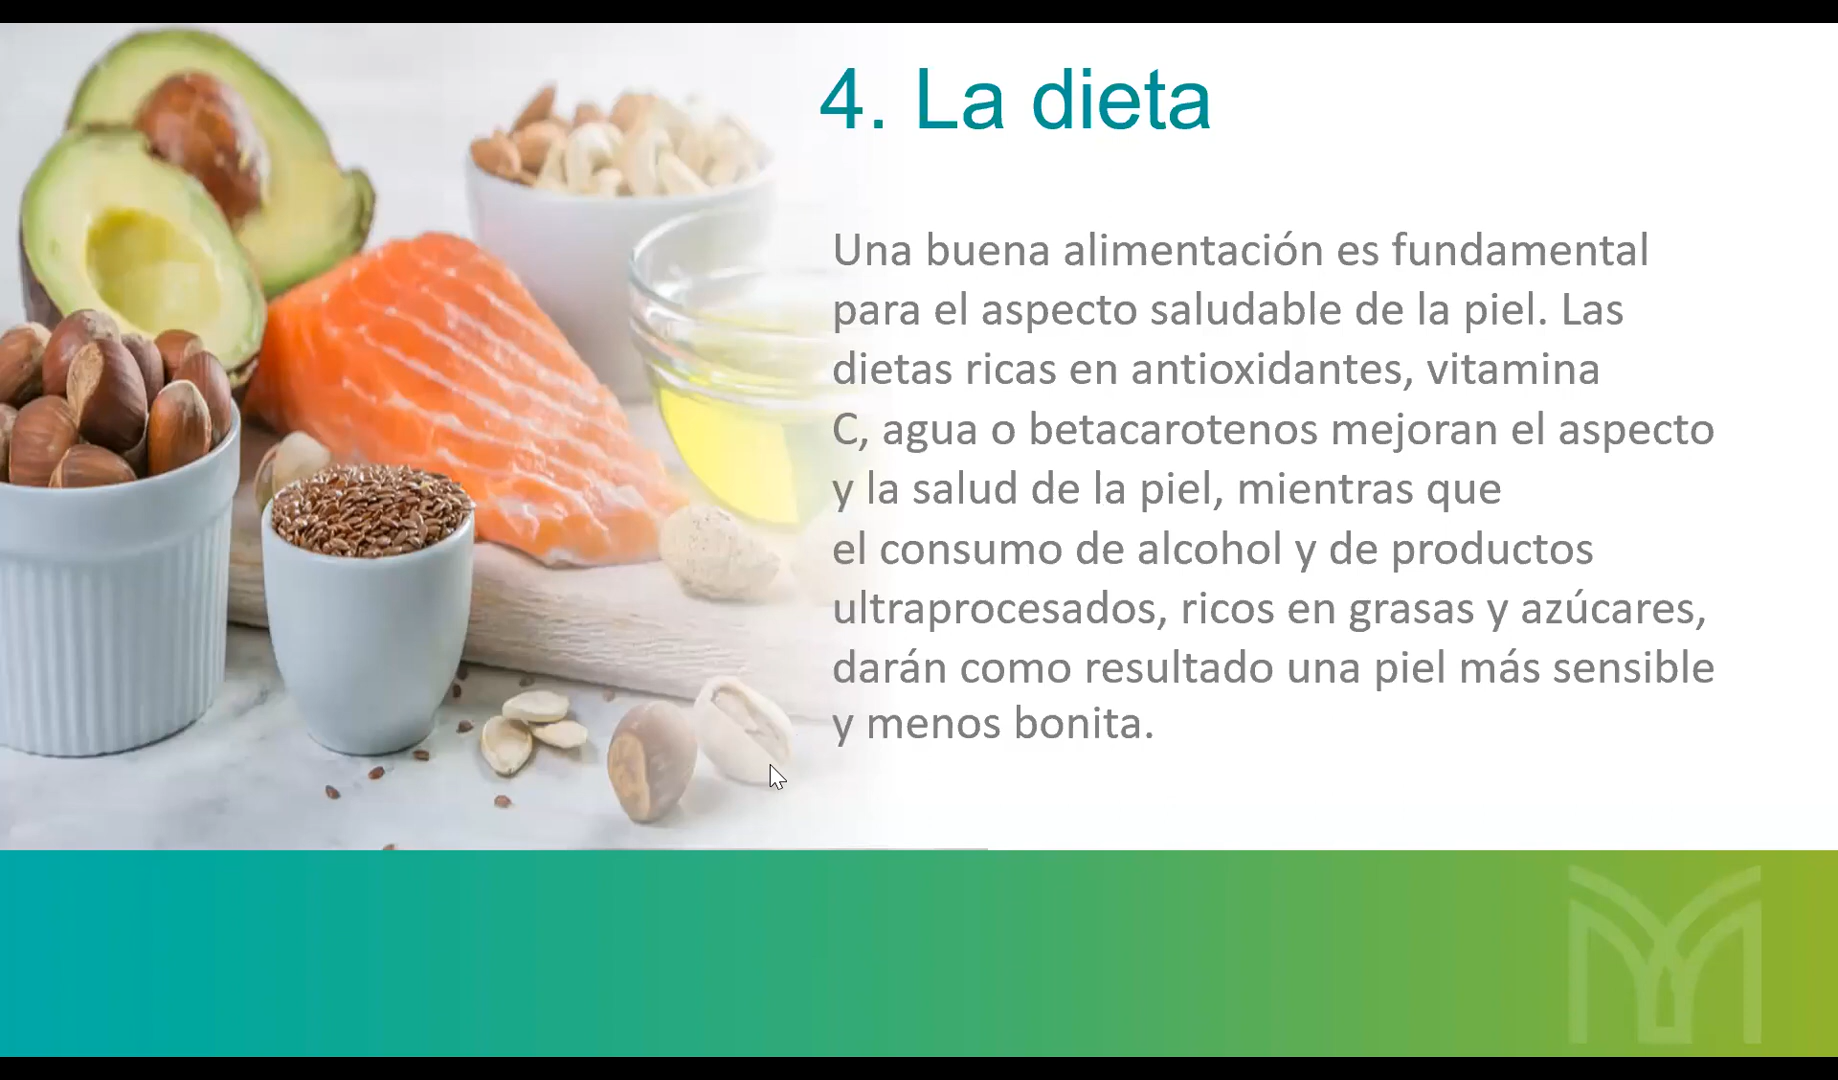 4. La dieta
Una buena alimentación es fundamental
para el aspecto saludable de la piel. Las
dietas ricas en antioxidantes, vitamina
C, agua o betacarotenos mejoran el aspecto
y la salud de la piel, mientras que
el consumo de alcohol y de productos
ultraprocesados, ricos en grasas y azúcares,
darán como resultado una piel más sensible
y menos bonita.